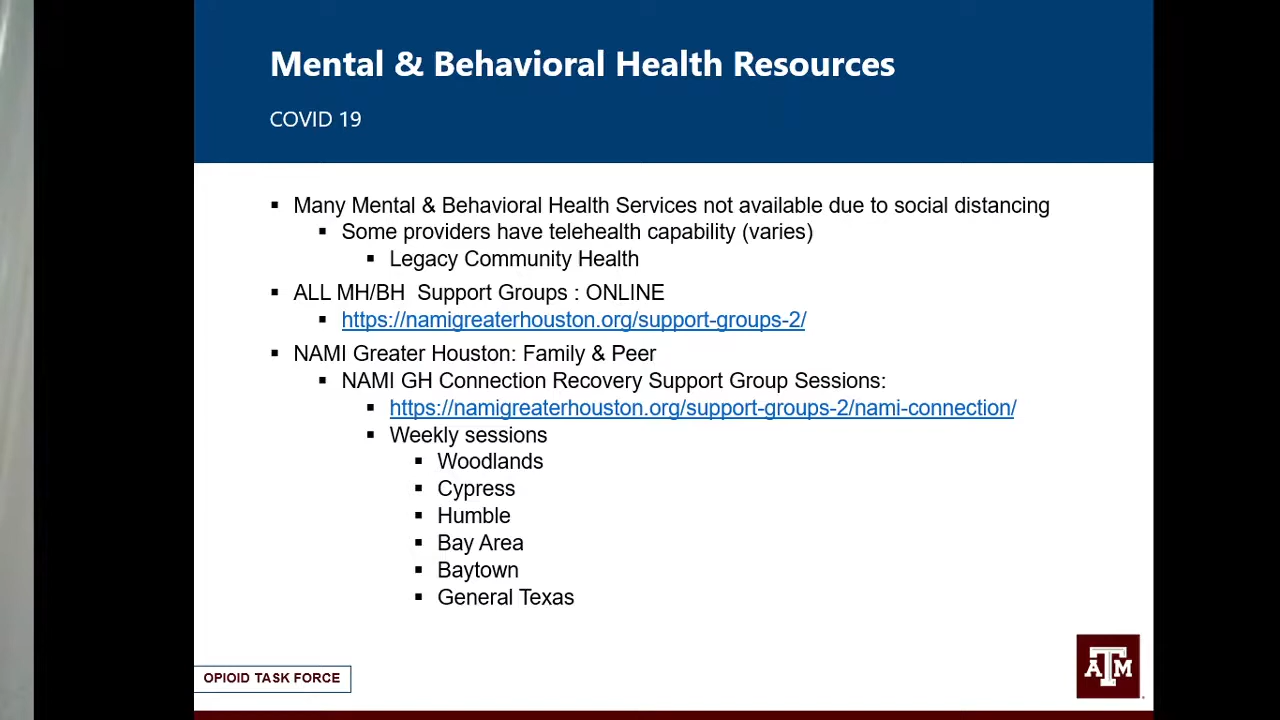 Mental & Behavioral Health Resources
COVID 19
Many Mental & Behavioral Health Services not available due to social distancing
Some providers have telehealth capability (varies)
Legacy Community Health
ALL MH/BH  Support Groups : ONLINE
https://namigreaterhouston.org/support-groups-2/
NAMI Greater Houston: Family & Peer
NAMI GH Connection Recovery Support Group Sessions:
https://namigreaterhouston.org/support-groups-2/nami-connection/
Weekly sessions
Woodlands
Cypress
Humble
Bay Area
Baytown
General Texas
OPIOID TASK FORCE
ATM